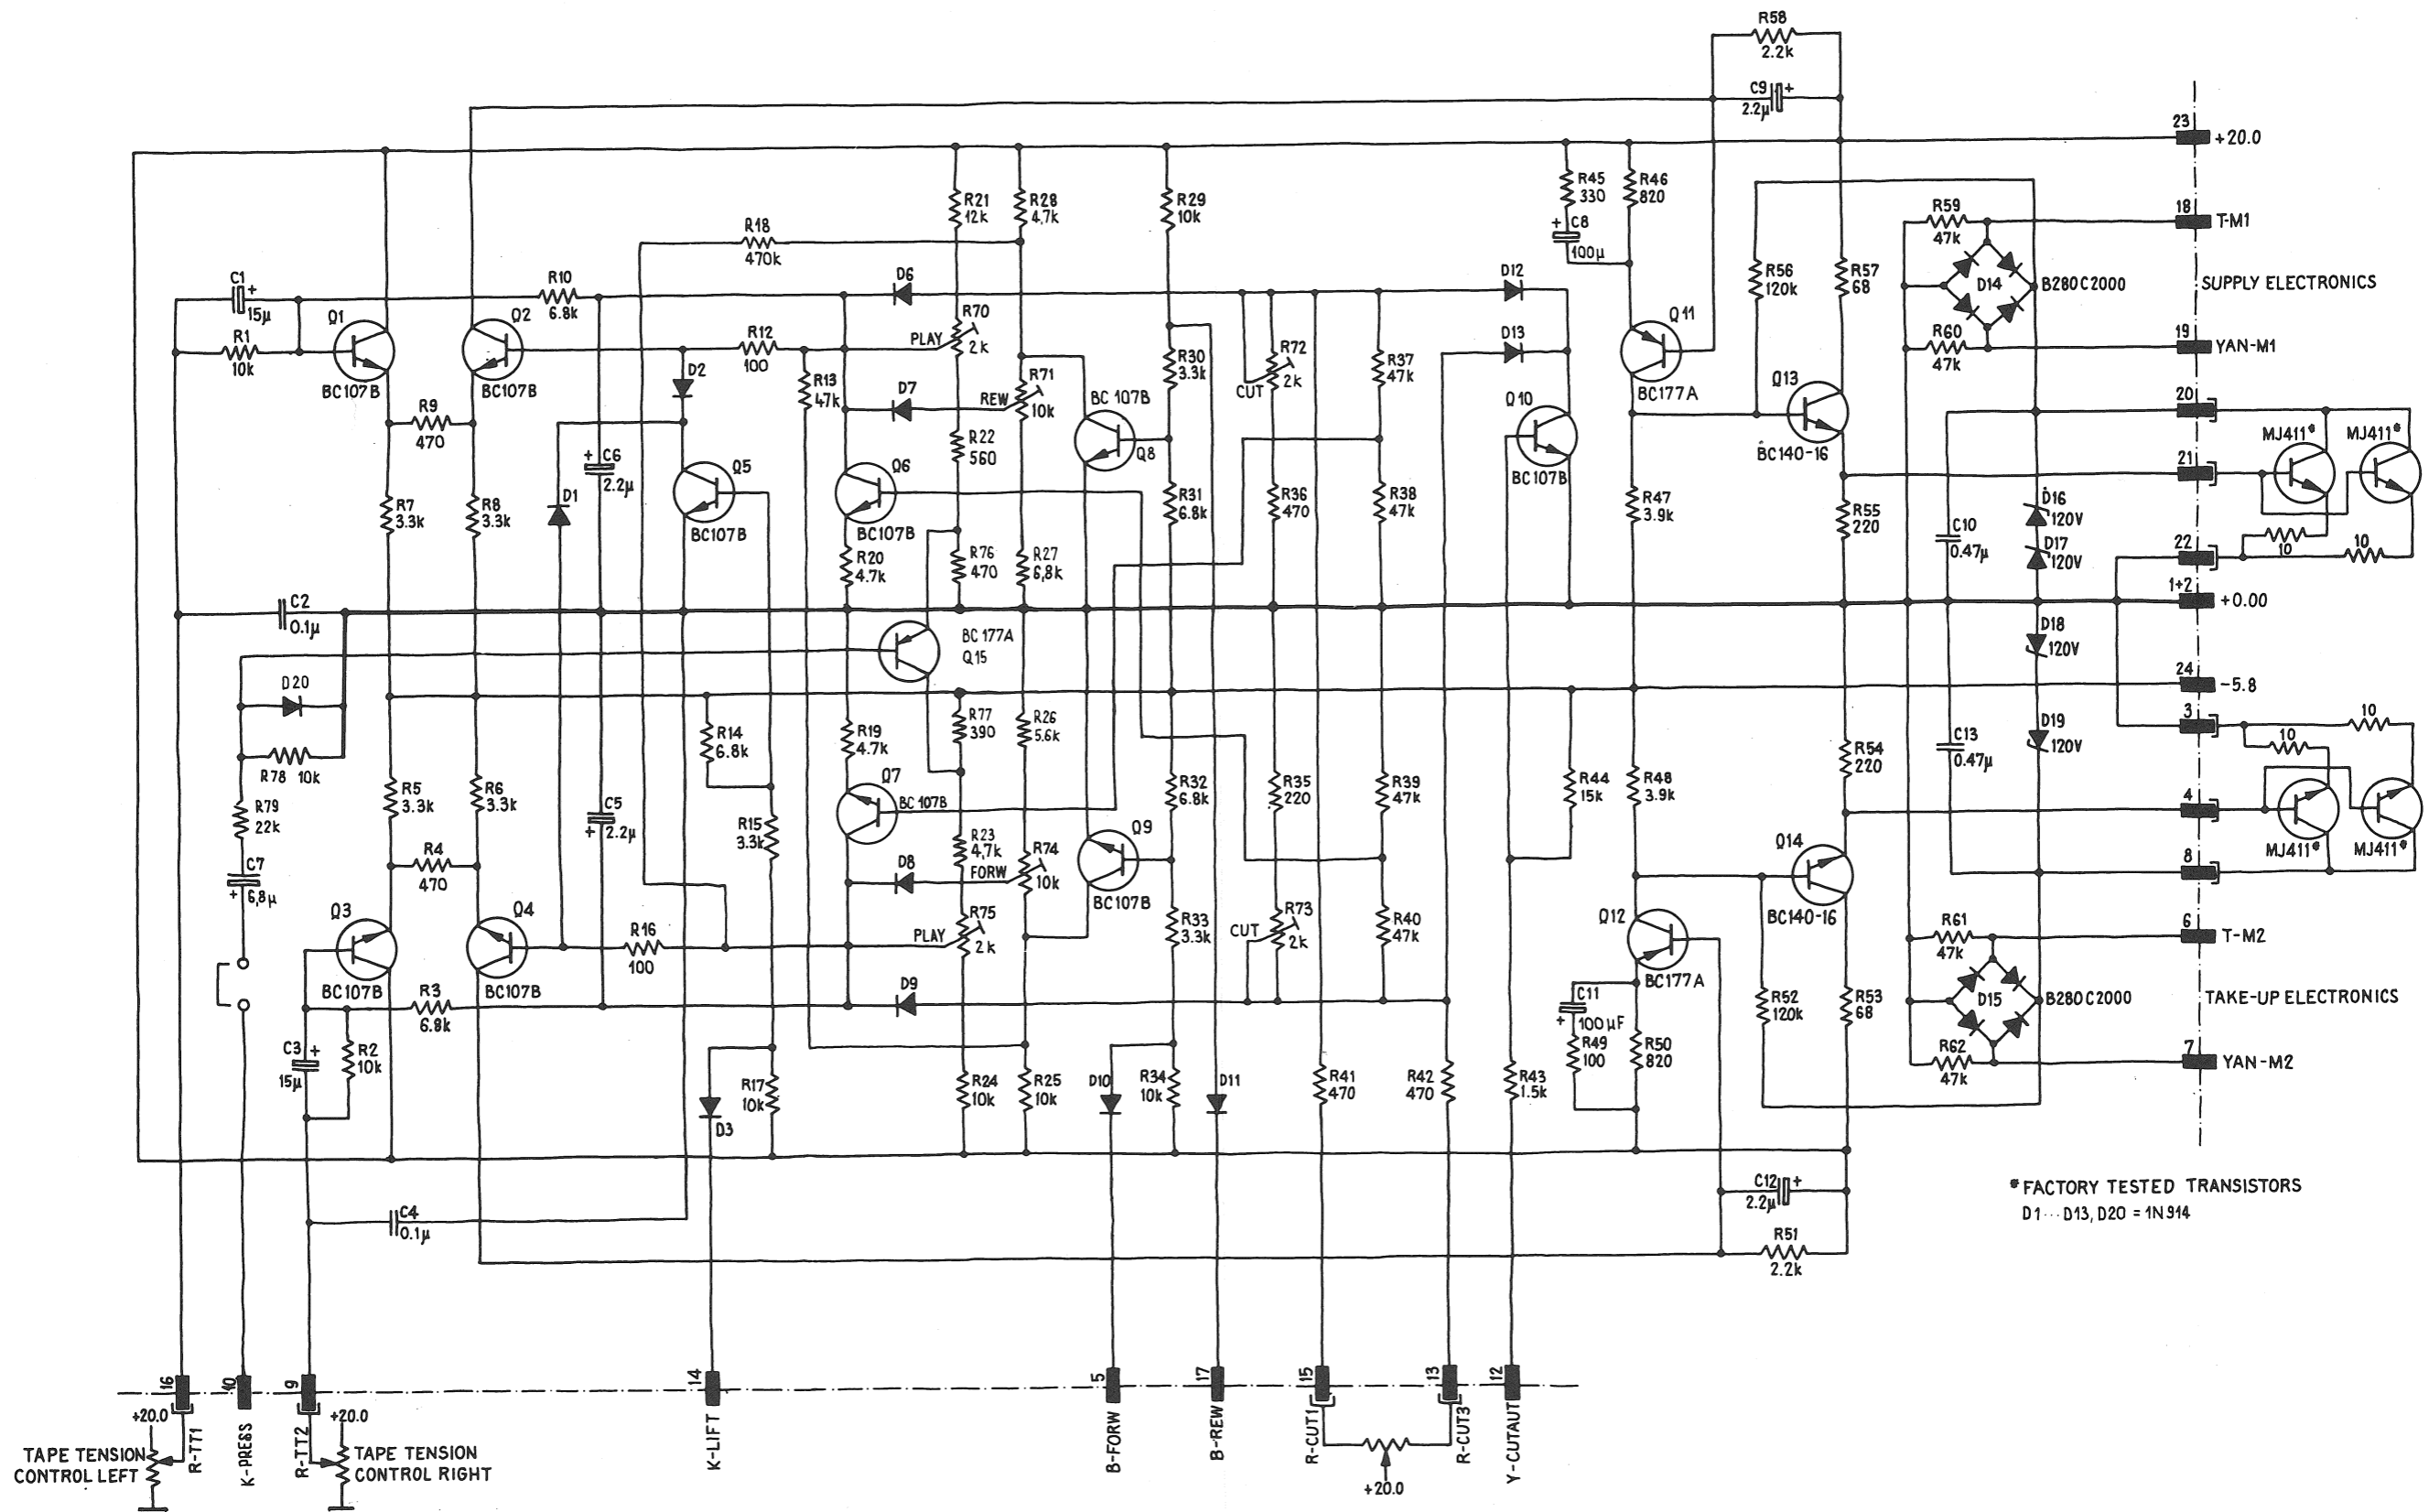 R58
2.2k
C9 +
2.2µ
23
+20.0
R45
330
R46
820
R21
12k
R28
4,7k
R29
10k
R18
470k
+ C8
100µ
R59
47k
18
T-M1
R56
120k
R57
68
D14
B280C2000
SUPPLY ELECTRONICS
C1 +
15µ
R10
6.8k
D6
D12
Q1
Q2
R12
100
PLAY
R70
2k
Q11
R60
47k
19
YAN-M1
R1
10k
D13
R72
2k
R30
3.3k
R37
47k
BC107B
BC107B
D2
R13
47k
D7
REW
R71
10k
CUT
BC177A
Q13
20
BC 107B
Q8
Q10
R9
470
R22
560
BC140-16
MJ411*
MJ411*
21
+ C6
2.2µ
Q5
Q6
BC107B
D1
R7
3.3k
R8
3.3k
R31
6.8k
R36
470
R38
47k
R47
3.9k
R55
220
C10
0.47µ
D16
120V
BC107B
BC107B
R20
4.7k
R76
470
R27
6,8k
D17
120V
22
10
10
1+2
+0.00
C2
0.1µ
BC 177A
Q15
D18
120V
24
-5.8
D20
R78 10k
R14
6.8k
R77
390
R26
5.6k
R19
4.7k
3
10
10
D19
120V
C13
0.47µ
R54
220
R79
22k
R5
3.3k
R6
3.3k
C5
+ 2.2µ
R15
3.3k
Q7
BC 107B
R32
6.8k
R35
220
R39
47k
R44
15k
R48
3.9k
4
Q9
R23
4,7k
FORW
R74
10k
Q14
MJ411*
MJ411*
8
C7
+ 6,8µ
R4
470
D8
BC107B
BC140-16
Q3
Q4
R16
100
PLAY
R75
2k
R33
3.3k
CUT
R73
2k
R40
47k
Q12
BC177A
R61
47k
6
T-M2
BC107B
BC107B
R3
6.8k
D9
C11
+ 100µF
R52
120k
R53
68
D15
B280C2000
TAKE-UP ELECTRONICS
C3 +
15µ
R2
10k
R49
100
R50
820
R62
47k
7
YAN-M2
D3
R17
10k
R24
10k
R25
10k
D10
R34
10k
D11
R41
470
R42
470
R43
1.5k
C4
0.1µ
C12 +
2.2µ
R51
2.2k
*FACTORY TESTED TRANSISTORS
D1···D13, D20 = 1N914
16
10
9
14
5
17
15
13
12
+20.0
R-TT1
K-PRESS
R-TT2
+20.0
K-LIFT
B-FORW
B-REW
R-CUT1
R-CUT3
Y-CUTAUT
TAPE TENSION
CONTROL LEFT
TAPE TENSION
CONTROL RIGHT
+20.0